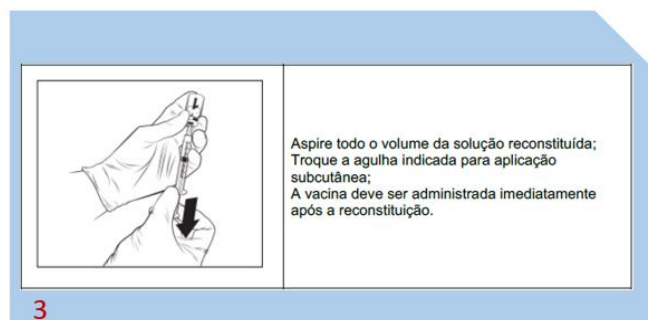 Aspire todo o volume da solução reconstituída;
Troque a agulha indicada para aplicação
subcutânea;
A vacina deve ser administrada imediatamente
após a reconstituição.
3